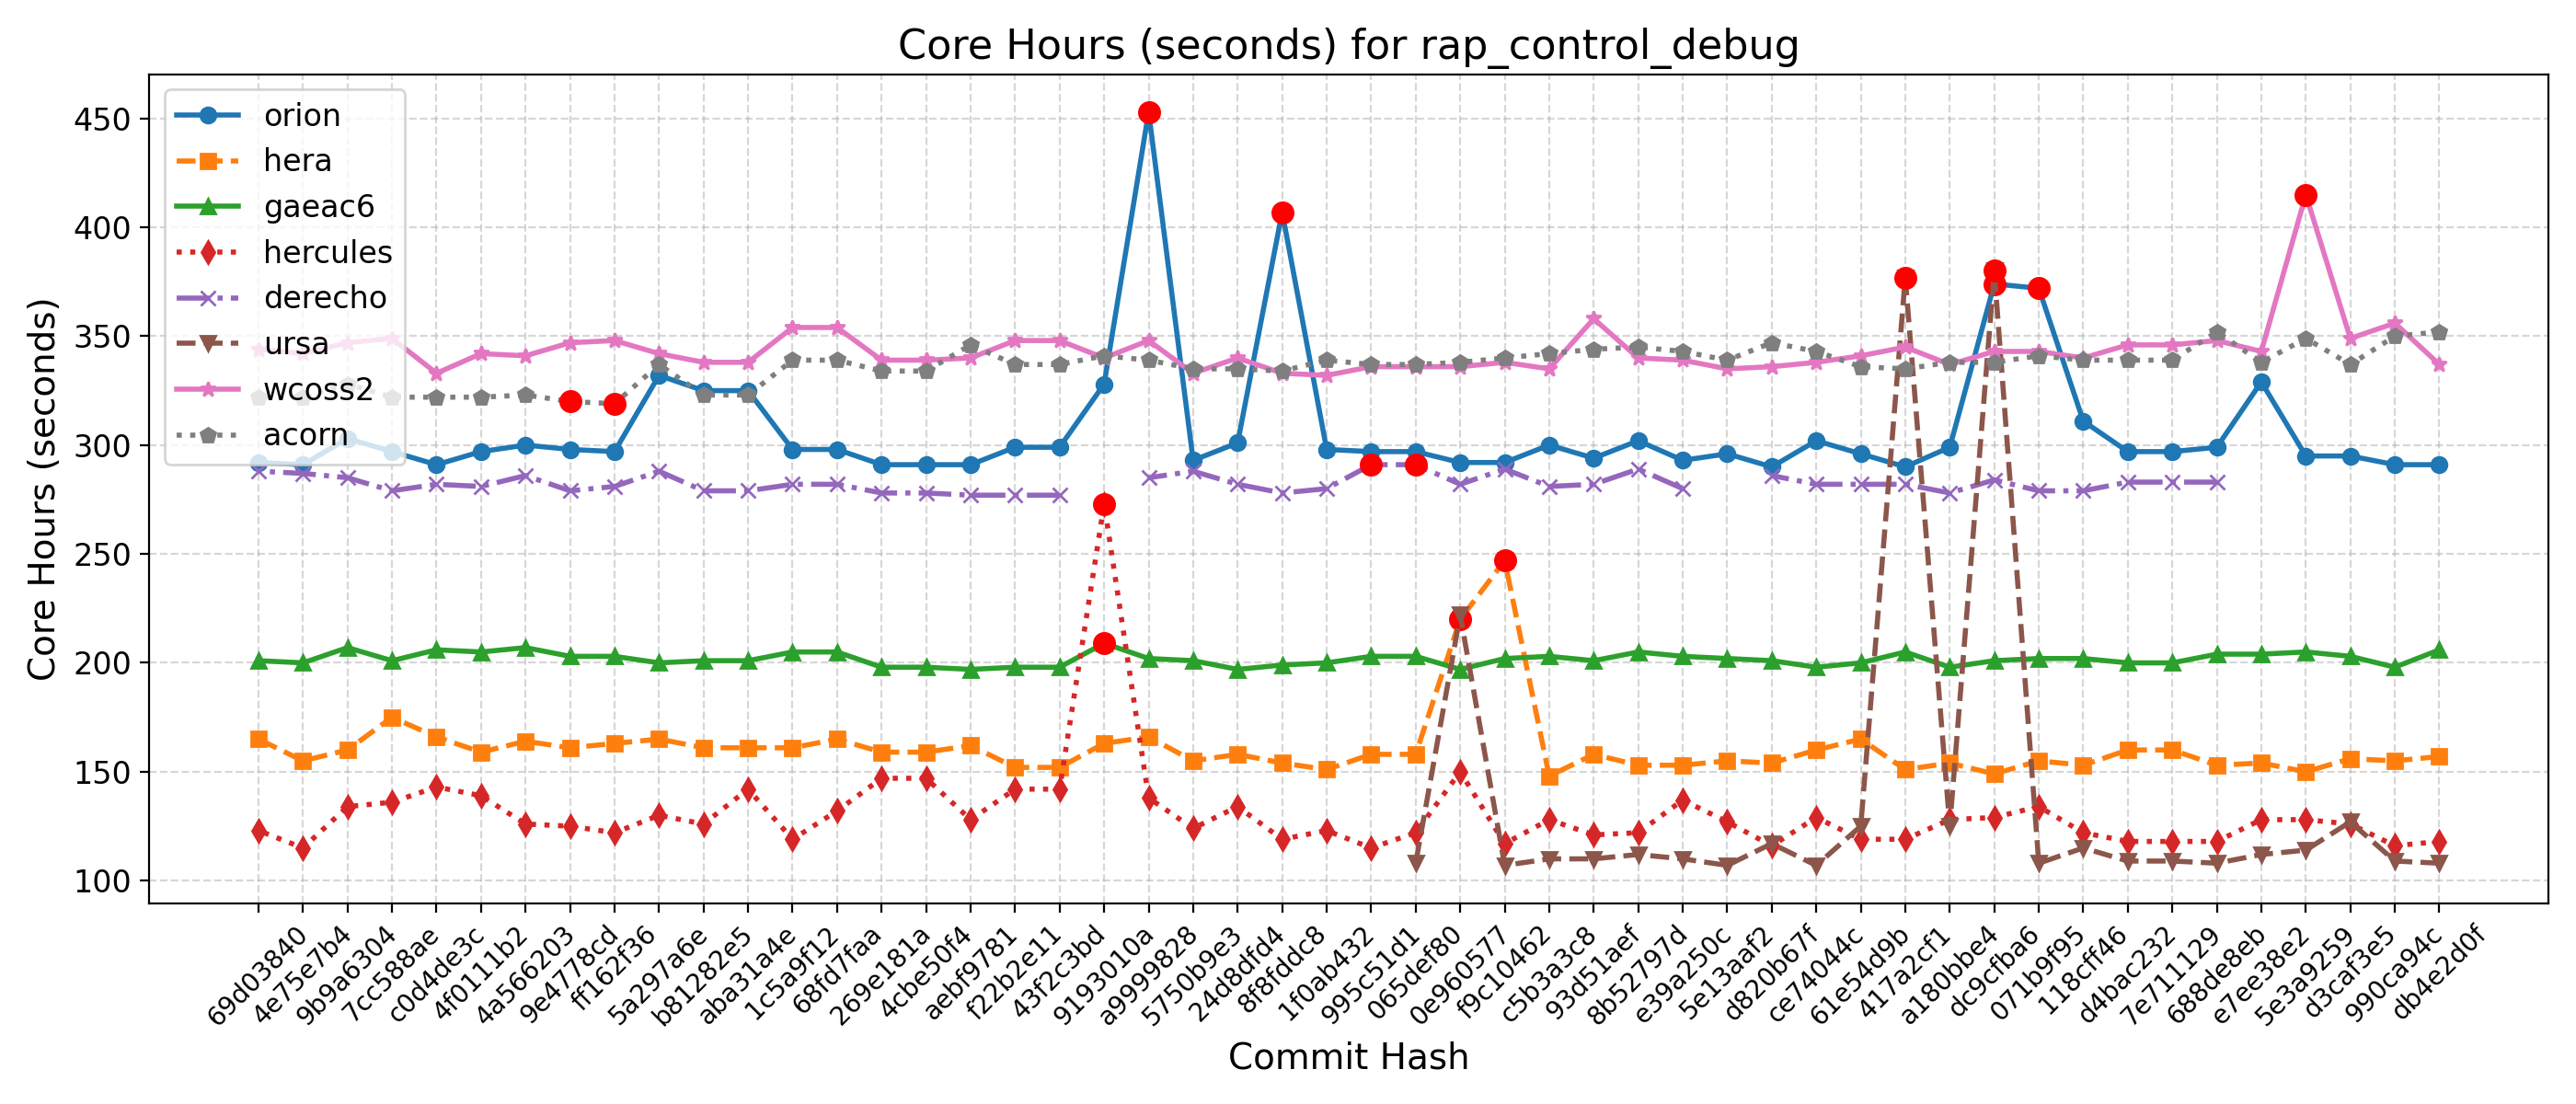 Core Hours (seconds) for rap_control_debug
Core Hours (seconds)
450
400
350
300
250
200
150
100
orion
hera
gaeac6
hercules
derecho
ursa
wcoss2
acorn
69d03840
4e75e7b4
9b9a6304
7cc588ae
c0d4de3c
4f0111b2
4a566203
9e4778cd
ff162f36
5a297a6e
b81282e5
aba31a4e
1c5a9f12
68fd7faa
269e181a
4cbe50f4
aebf9781
f22b2e11
43f2c3bd
9193010a
a9999828
5750b9e3
24d8dfd4
8f8fddc8
1f0ab432
995c51d1
065def80
0e960577
f9c10462
c5b3a3c8
93d51aef
8b52797d
e39a250c
5e13aaf2
d820b67f
ce74044c
61e54d9b
417a2cf1
a180bbe4
dc9cfba6
071b9f95
118cff46
d4bac232
7e711129
688de8eb
e7ee38e2
5e3a9259
d3caf3e5
990ca94c
db4e2d0f
Commit Hash